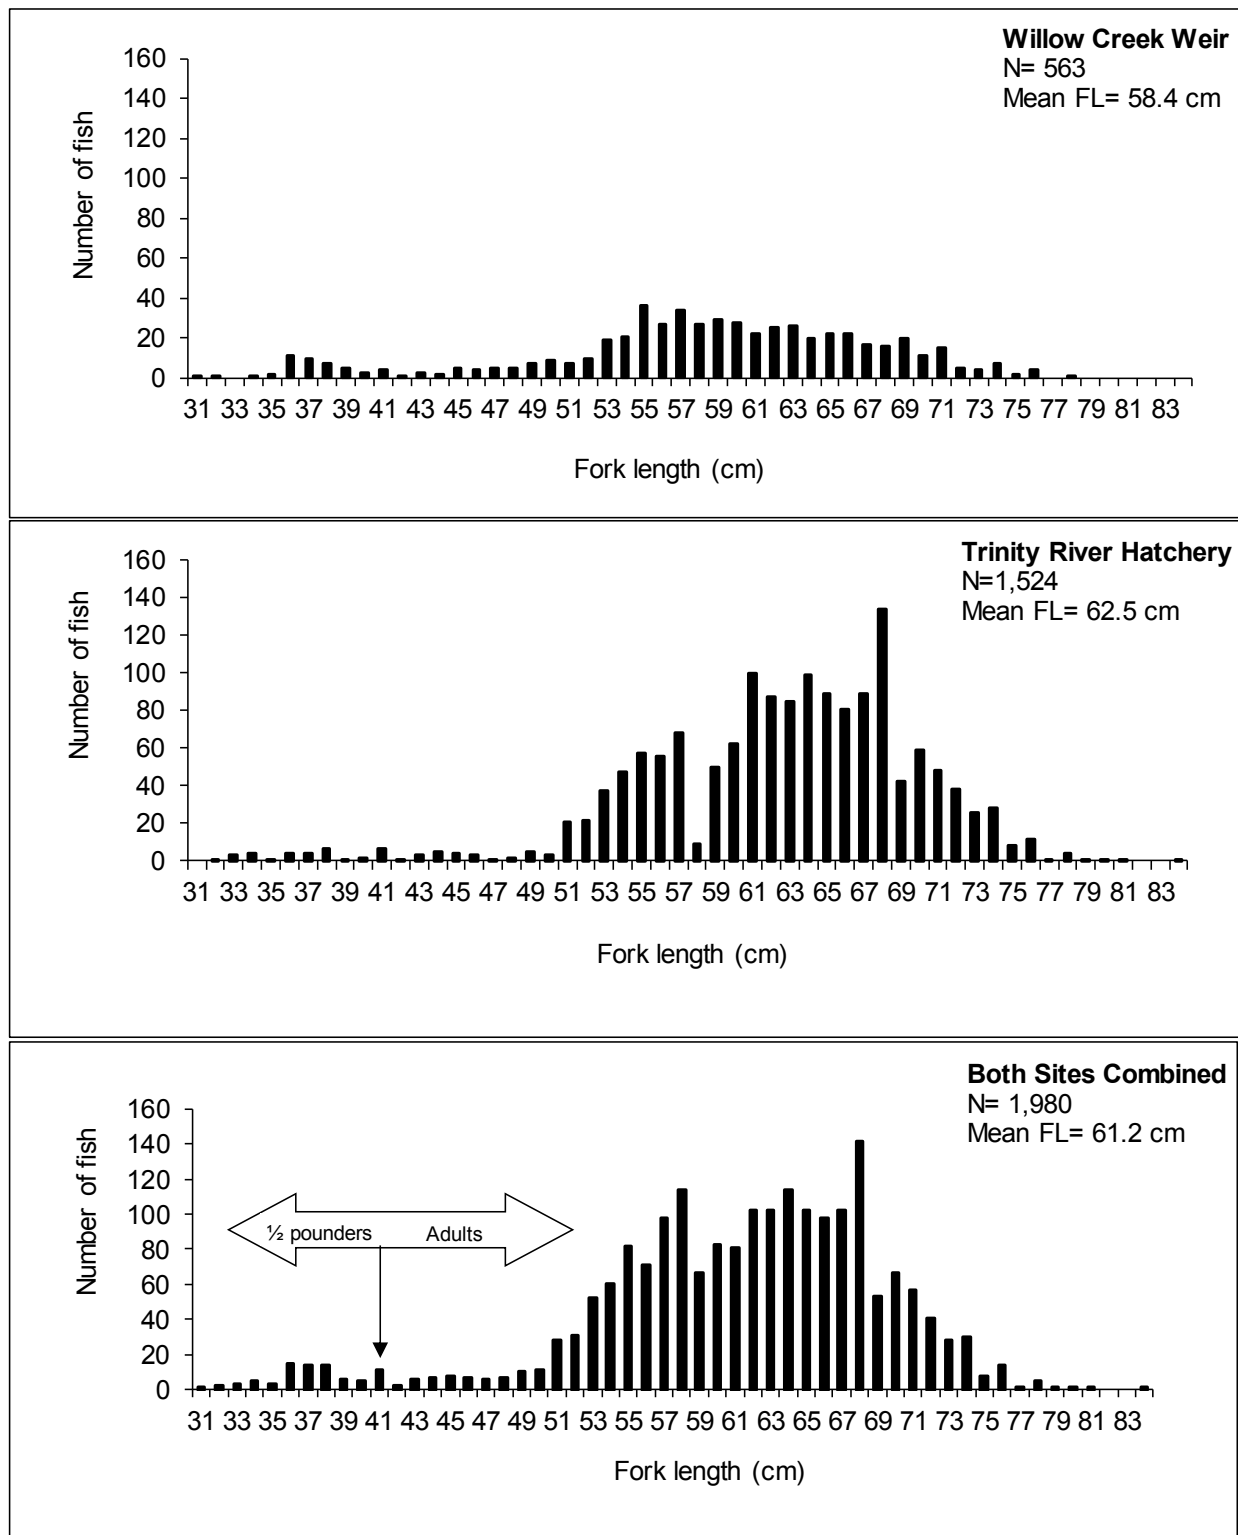 Willow Creek Weir
N= 563
Mean FL= 58.4 cm
160
140
120
100
80
60
40
20
0
Number of fish
31 33 35 37 39 41 43 45 47 49 51 53 55 57 59 61 63 65 67 69 71 73 75 77 79 81 83
Fork length (cm)
Trinity River Hatchery
N=1,524
Mean FL= 62.5 cm
160
140
120
100
80
60
40
20
0
Number of fish
31 33 35 37 39 41 43 45 47 49 51 53 55 57 59 61 63 65 67 69 71 73 75 77 79 81 83
Fork length (cm)
Both Sites Combined
N= 1,980
Mean FL= 61.2 cm
160
140
120
100
80
60
40
20
0
Number of fish
½ pounders Adults
31 33 35 37 39 41 43 45 47 49 51 53 55 57 59 61 63 65 67 69 71 73 75 77 79 81 83
Fork length (cm)